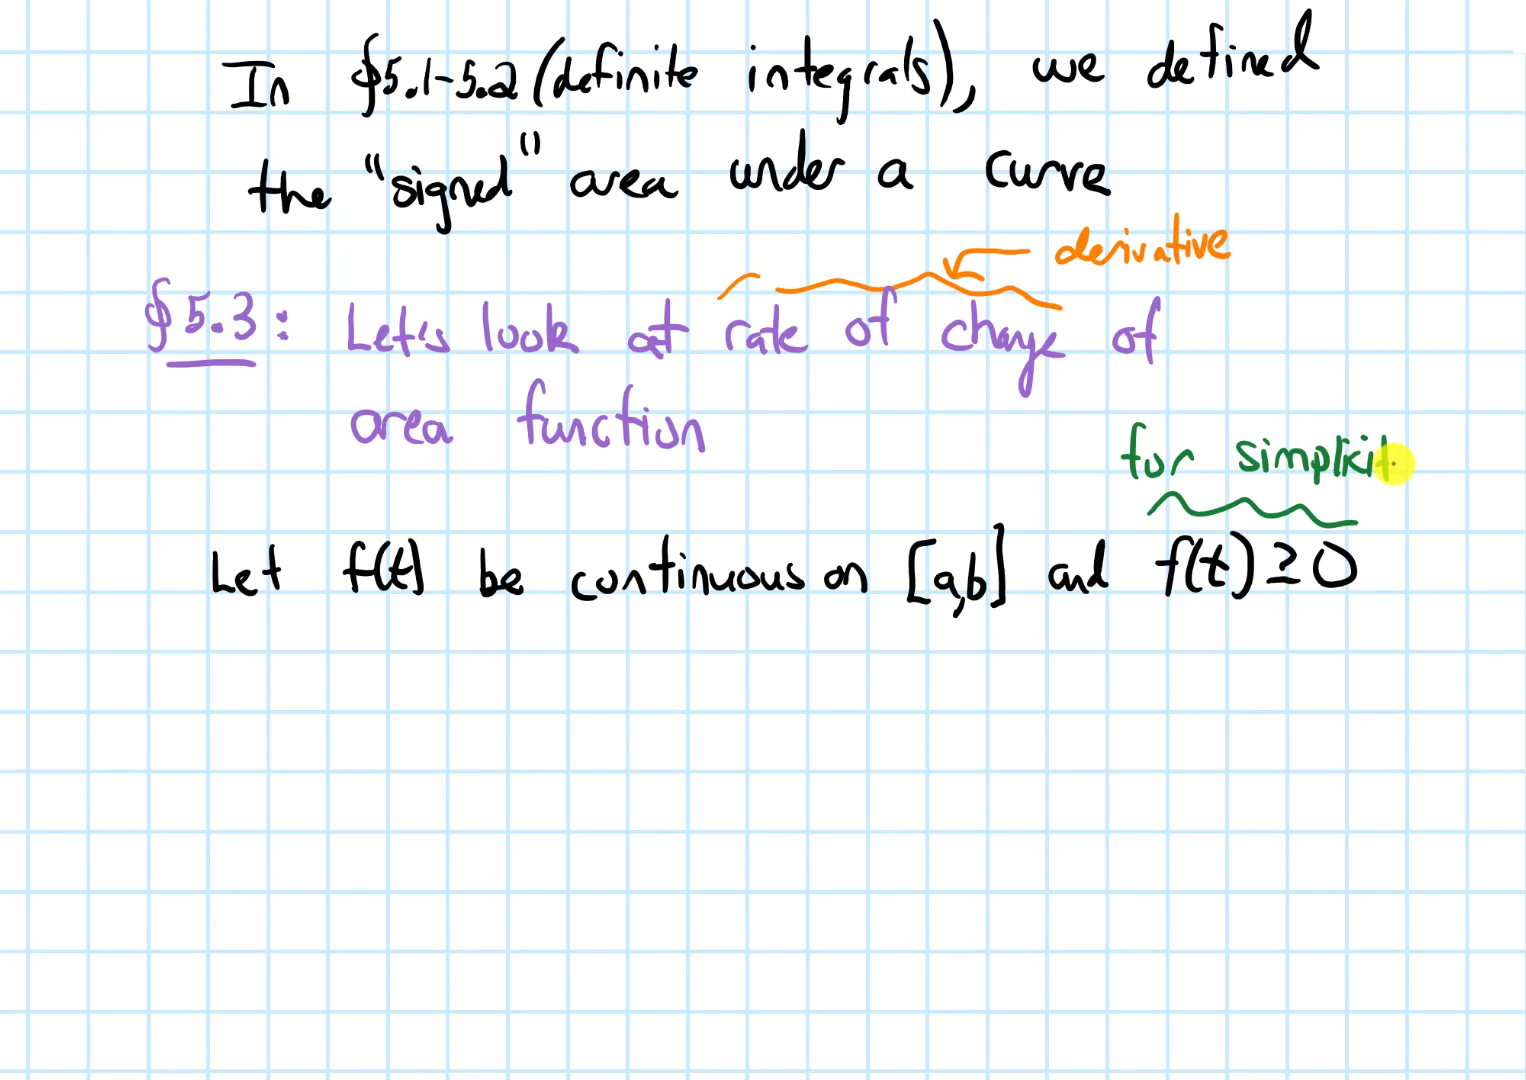 In §5.1-5.2 (definite integrals), we defined
the "signed" area under a curve
derivative
§5.3: Let's look at rate of change of
area function
for simplicit
Let f(t) be continuous on [a,b] and f(t) ≥ 0